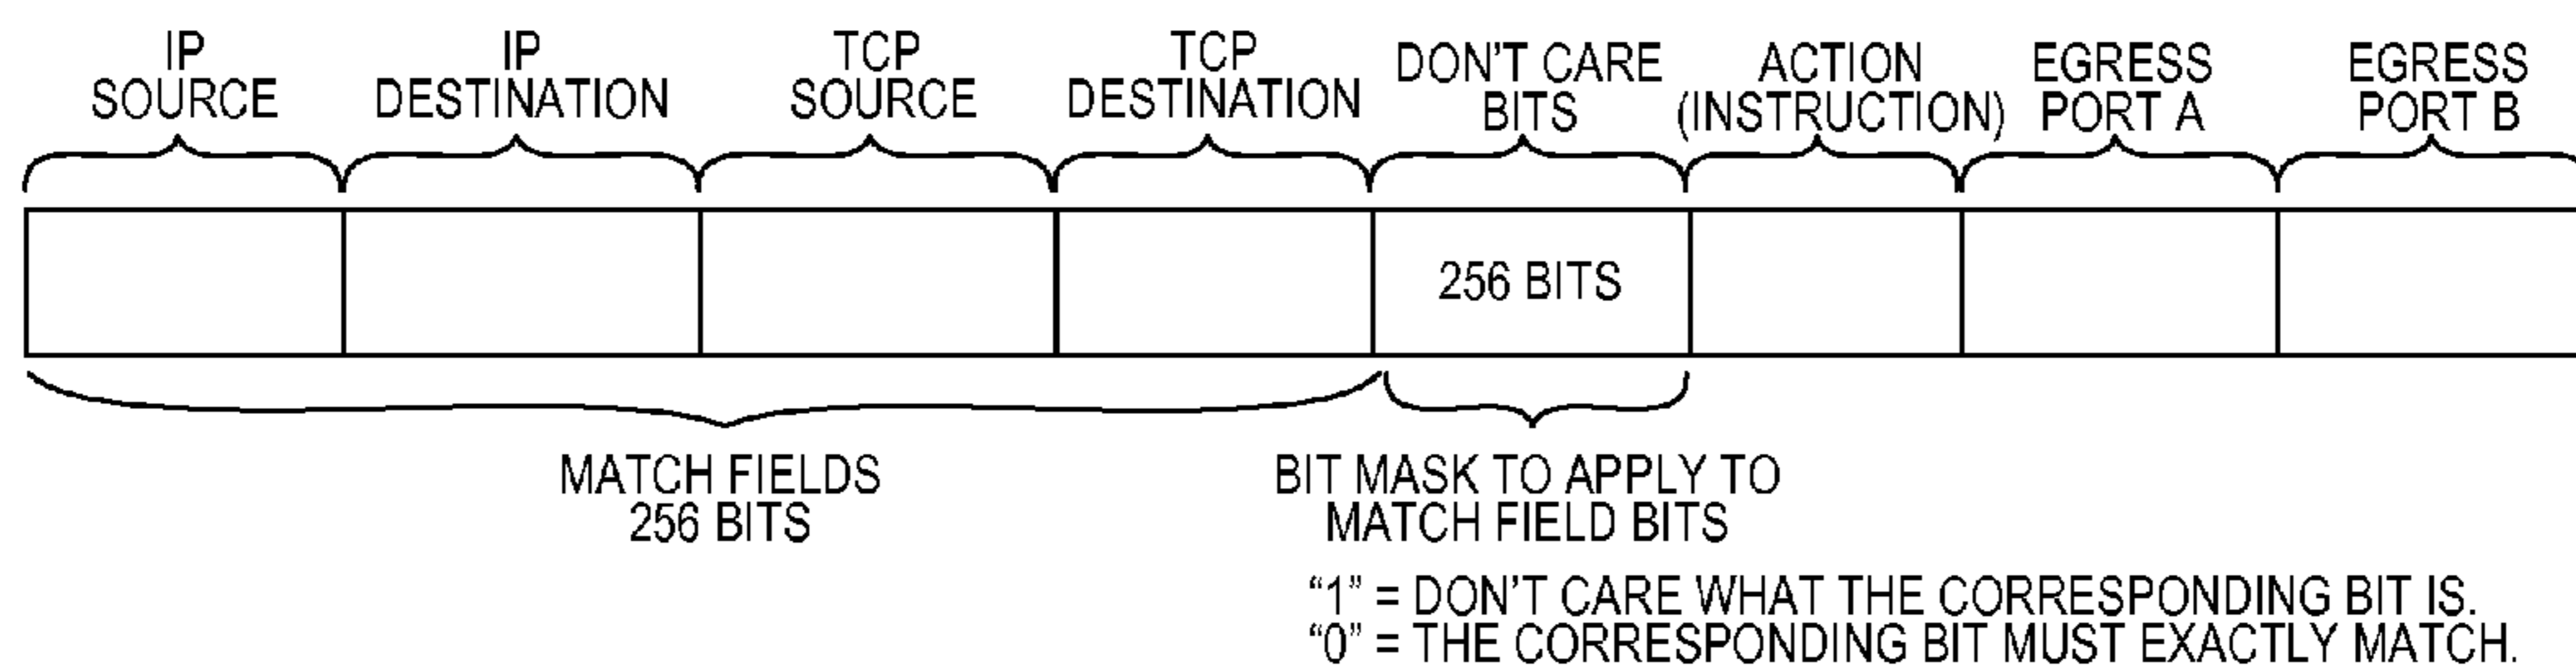 IP
SOURCE
IP
DESTINATION
TCP
SOURCE
TCP
DESTINATION
DON'T CARE
BITS
ACTION
(INSTRUCTION)
EGRESS
PORT A
EGRESS
PORT B
256 BITS
MATCH FIELDS
256 BITS
BIT MASK TO APPLY TO
MATCH FIELD BITS
“1” = DON'T CARE WHAT THE CORRESPONDING BIT IS.
“0” = THE CORRESPONDING BIT MUST EXACTLY MATCH.